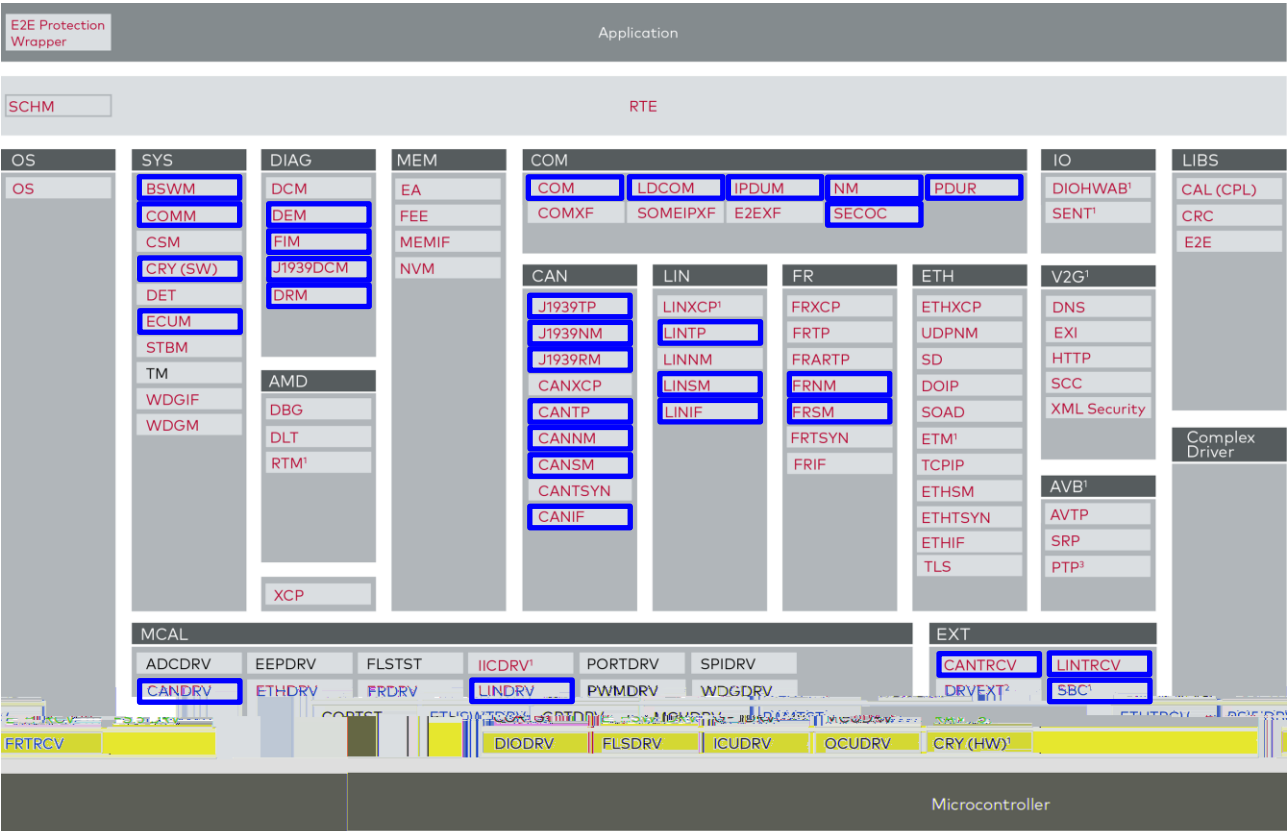 E2E Protection
Wrapper
Application
SCHM
RTE
OS
SYS
DIAG
MEM
COM
IO
LIBS
OS
BSWM
COMM
CSM
CRY (SW)
DET
ECUM
STBM
TM
WDGIF
WDGM
DCM
DEM
FIM
J1939DCM
DRM
AMD
DBG
DLT
RTM¹
XCP
EA
FEE
MEMIF
NVM
COM
LDCOM
IPDUM
NM
PDUR
COMXF
SOMEIPXF
E2EXF
SECOC
CAN
J1939TP
J1939NM
J1939RM
CANXCP
CANTP
CANNM
CANSM
CANTSYN
CANIF
LIN
LINXCP¹
LINTP
LINNM
LINSM
LINIF
FR
FRXCP
FRTP
FRARTP
FRNM
FRSM
FRTSYN
FRIF
ETH
ETHXCP
UDPNM
SD
DOIP
SOAD
ETM¹
TCPIP
ETHSM
ETHTSYN
ETHIF
TLS
DIOHWAB¹
SENT¹
V2G¹
DNS
EXI
HTTP
SCC
XML Security
AVB¹
AVTP
SRP
PTP³
CAL (CPL)
CRC
E2E
Complex
Driver
MCAL
ADCDRV
EEPDRV
FLSTST
IICDRV¹
PORTDRV
SPIDRV
CANDRV
ETHDRV
FRDRV
LINDRV
PWMDRV
WDGDRV
EXT
CANTRCV
LINTRCV
DRVEXT²
SBC¹
FRTRCV
DIODRV
FLSDRV
ICUDRV
OCUDRV
CRY (HW)¹
Microcontroller